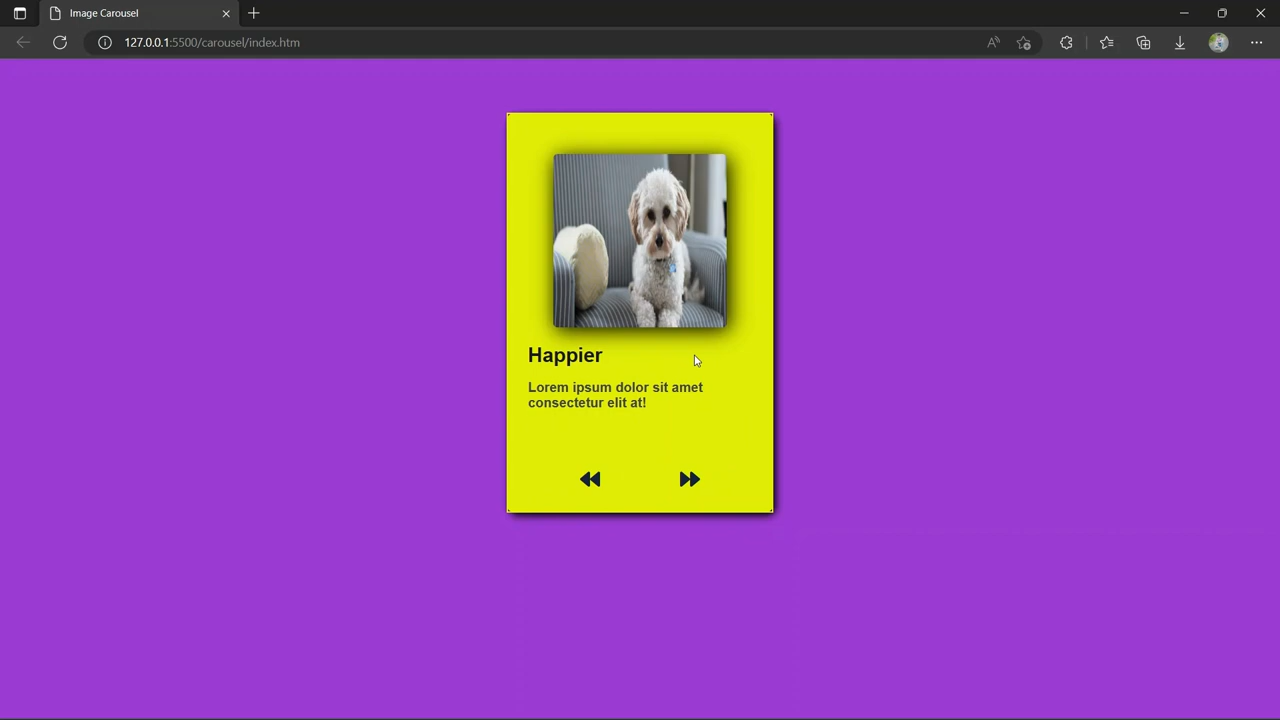 Image Carousel
127.0.0.1:5500/carousel/index.htm
Happier
Lorem ipsum dolor sit amet
consectetur elit at!